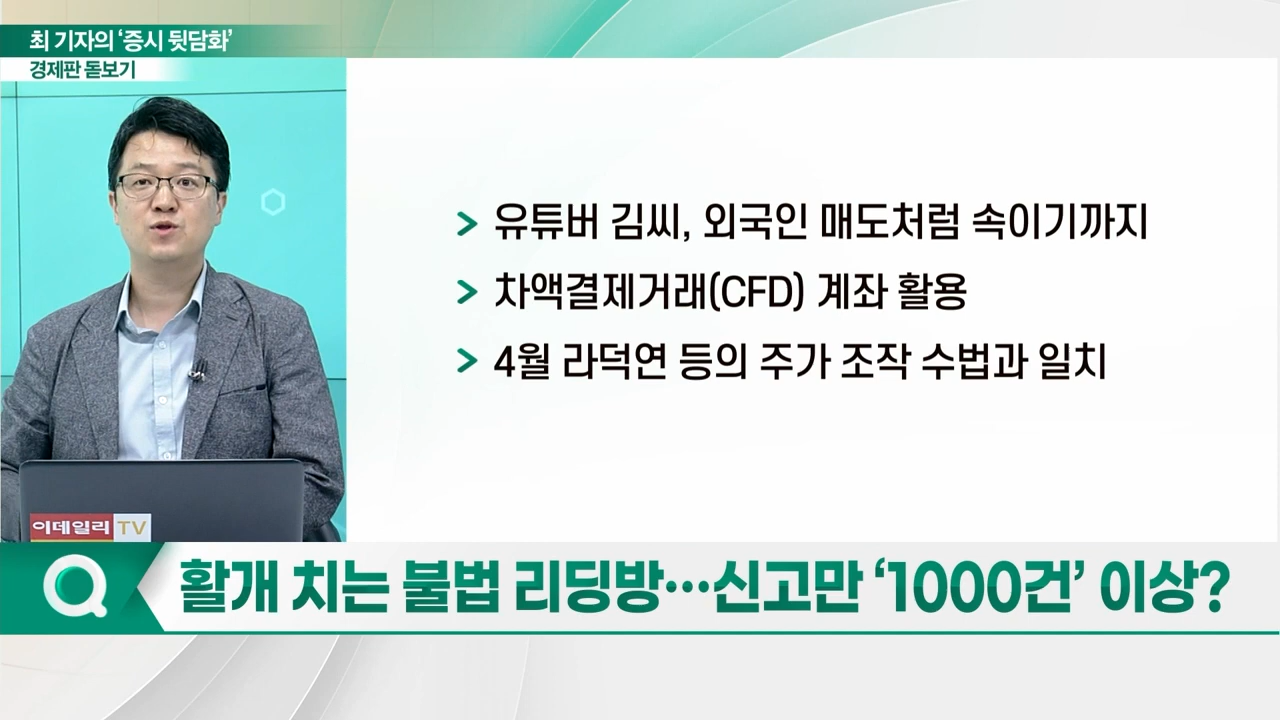 최 기자의 ‘증시 뒷담화’
경제판 돋보기
> 유튜버 김씨, 외국인 매도처럼 속이기까지
> 차액결제거래(CFD) 계좌 활용
> 4월 라덕연 등의 주가 조작 수법과 일치
이데일리 TV
활개 치는 불법 리딩방…신고만 ‘1000건’ 이상?